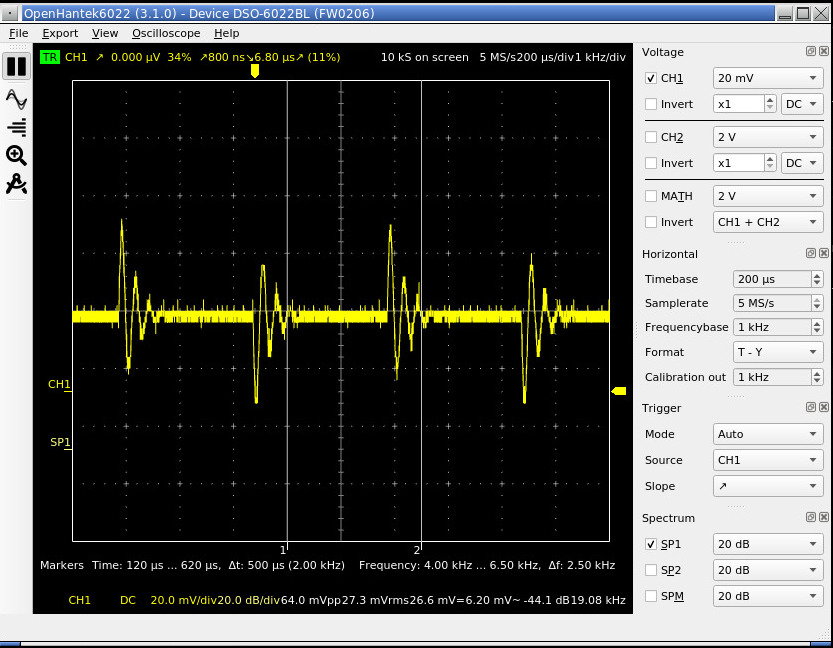 OpenHantek6022 (3.1.0) - Device DSO-6022BL (FW0206)
File Export View Oscilloscope Help
TR CH1 ↗ 0.000 µV 34% ↗800 ns↘6.80 µs↗ (11%) 10 kS on screen 5 MS/s200 µs/div1 kHz/div
CH1
SP1
1 2
Markers Time: 120 µs ... 620 µs, Δt: 500 µs (2.00 kHz) Frequency: 4.00 kHz ... 6.50 kHz, Δf: 2.50 kHz
CH1 DC 20.0 mV/div20.0 dB/div64.0 mVpp27.3 mVrms26.6 mV=6.20 mV~ -44.1 dB19.08 kHz
Voltage
CH1 20 mV
Invert x1 DC
CH2 2 V
Invert x1 DC
MATH 2 V
Invert CH1 + CH2
Horizontal
Timebase 200 µs
Samplerate 5 MS/s
Frequencybase 1 kHz
Format T - Y
Calibration out 1 kHz
Trigger
Mode Auto
Source CH1
Slope ↗
Spectrum
SP1 20 dB
SP2 20 dB
SPM 20 dB